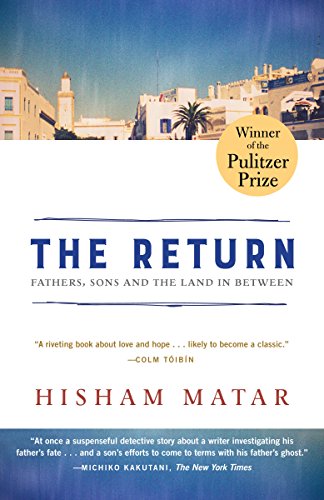 Winner
of the
Pulitzer
Prize
THE RETURN
FATHERS, SONS AND THE LAND IN BETWEEN
“A riveting book about love and hope . . . likely to become a classic.”
—COLM TÓIBÍN
HISHAM MATAR
“At once a suspenseful detective story about a writer investigating his
father’s fate . . . and a son’s efforts to come to terms with his father’s ghost.”
—MICHIKO KAKUTANI, The New York Times